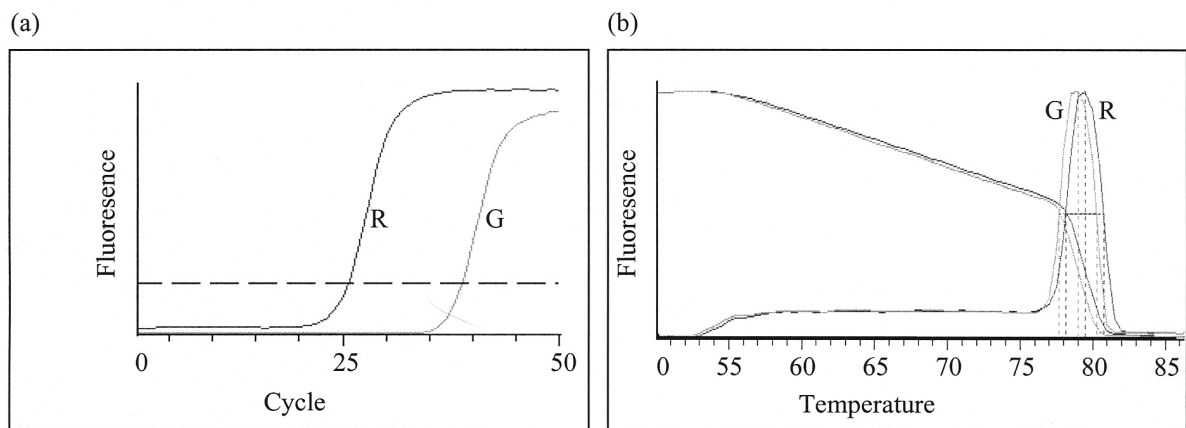 (a)
Fluoresence
R
G
0 25 50
Cycle
(b)
Fluoresence
G R
0 55 60 65 70 75 80 85
Temperature